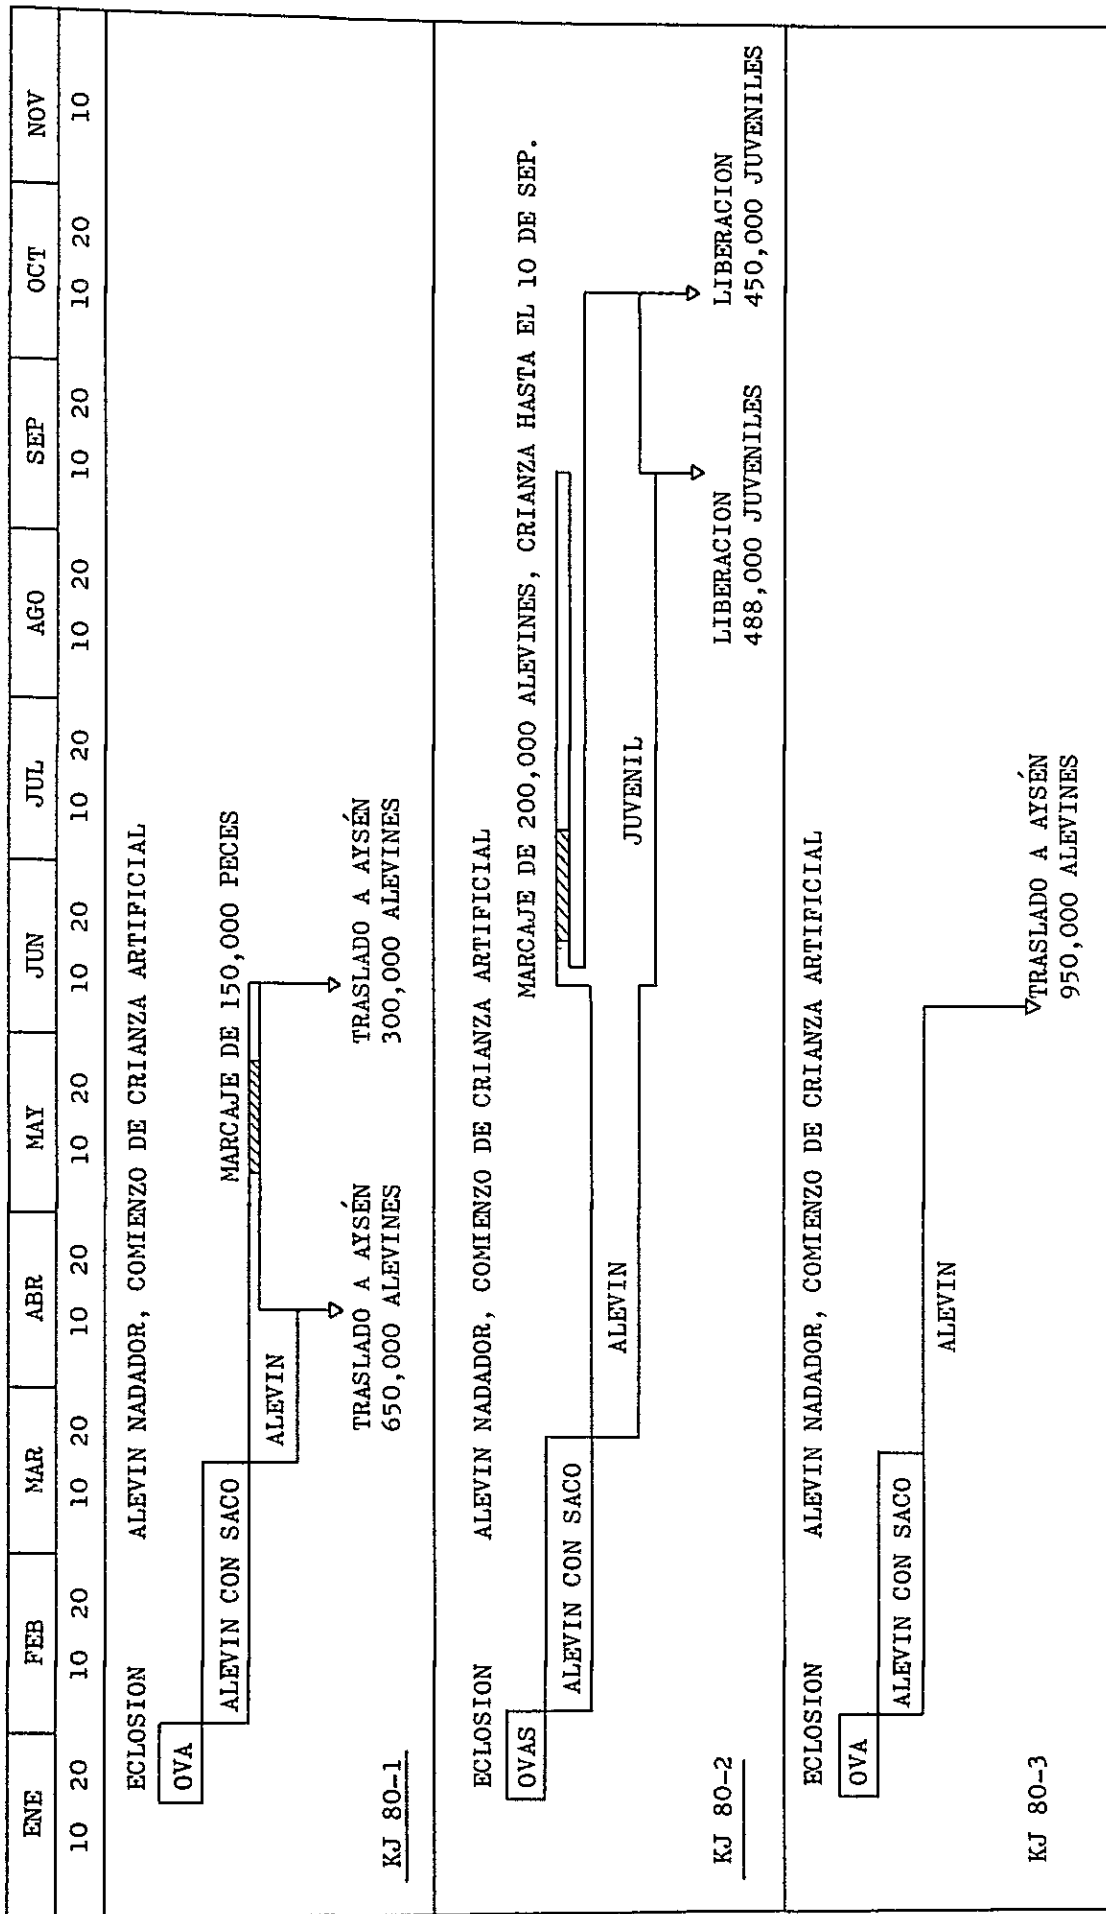 ENE FEB MAR ABR MAY JUN JUL AGO SEP OCT NOV
10 20 10 20 10 20 10 20 10 20 10 20 10 20 10 20 10 20 10 20 10
ECLOSION ALEVIN NADADOR, COMIENZO DE CRIANZA ARTIFICIAL
OVA
ALEVIN CON SACO
MARCAJE DE 150,000 PECES
ALEVIN
TRASLADO A AYSÉN
650,000 ALEVINES
TRASLADO A AYSÉN
300,000 ALEVINES
KJ 80-1
ECLOSION ALEVIN NADADOR, COMIENZO DE CRIANZA ARTIFICIAL
OVAS
MARCAJE DE 200,000 ALEVINES, CRIANZA HASTA EL 10 DE SEP.
ALEVIN CON SACO
ALEVIN
JUVENIL
LIBERACION
488,000 JUVENILES
LIBERACION
450,000 JUVENILES
KJ 80-2
ECLOSION ALEVIN NADADOR, COMIENZO DE CRIANZA ARTIFICIAL
OVA
ALEVIN CON SACO
ALEVIN
TRASLADO A AYSÉN
950,000 ALEVINES
KJ 80-3